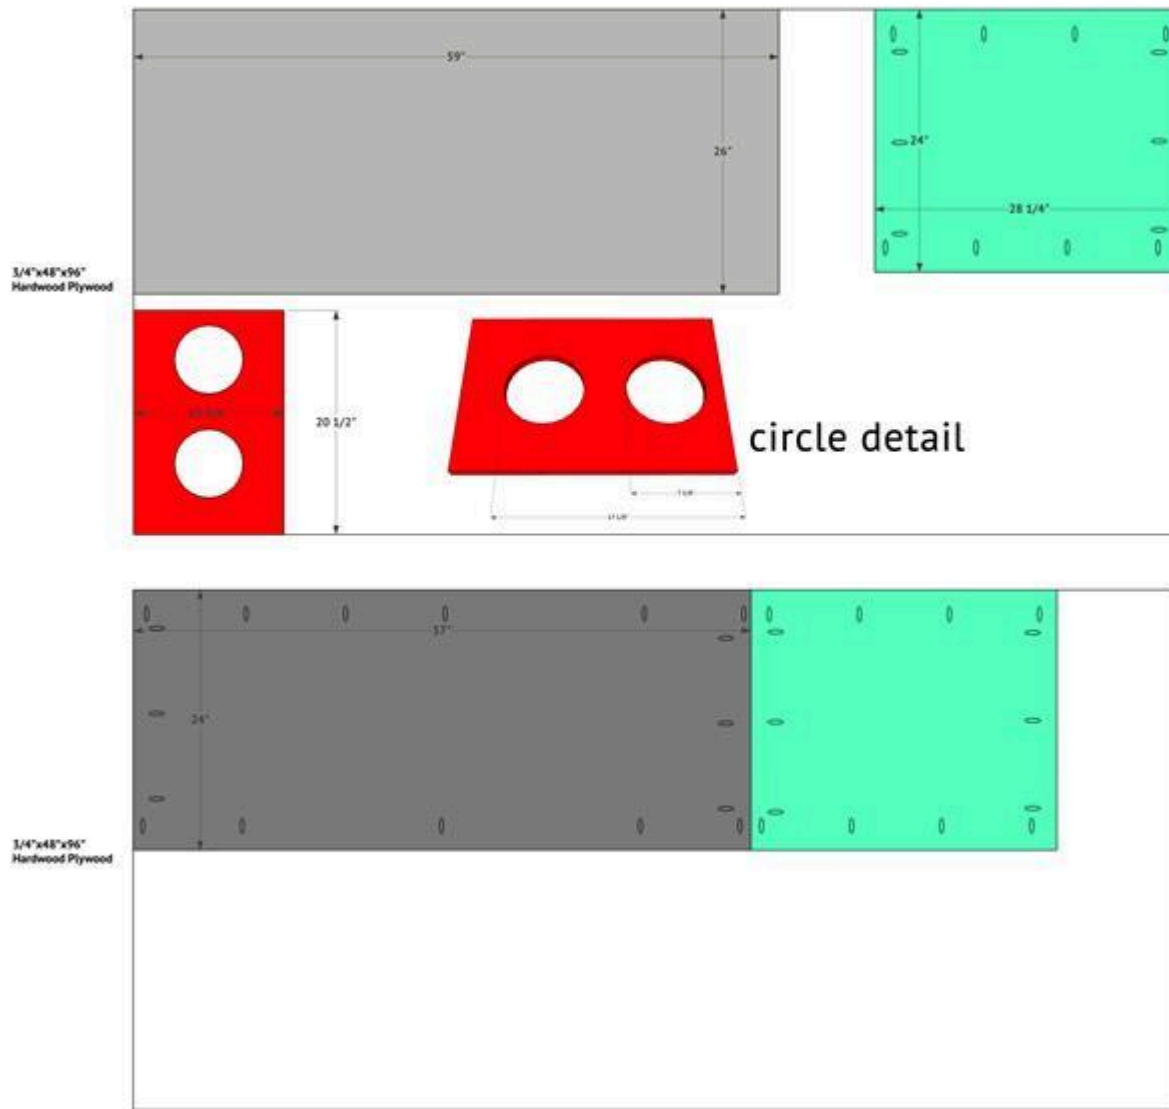 59"
26"
24"
28 1/4"
3/4"x48"x96"
Hardwood Plywood
20 1/2"
circle detail
57"
24"
3/4"x48"x96"
Hardwood Plywood